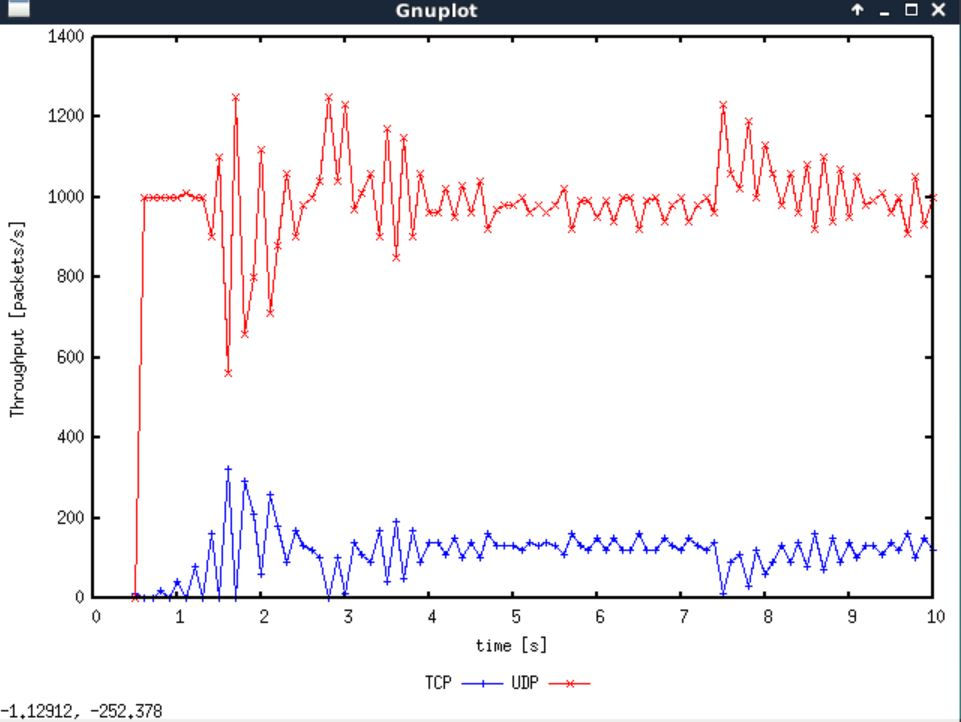 Gnuplot
1400
1200
1000
800
600
400
200
0
Throughput [packets/s]
0 1 2 3 4 5 6 7 8 9 10
time [s]
TCP UDP
-1.12912, -252.378